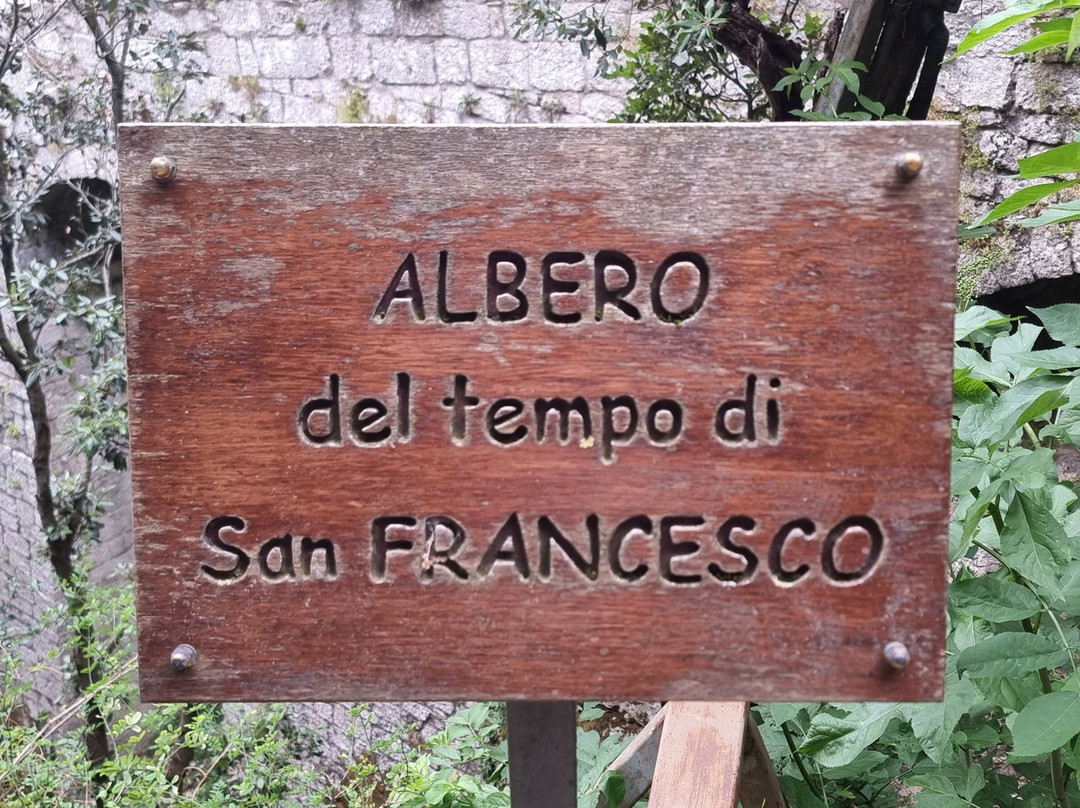 ALBERO
del tempo di
San FRANCESCO